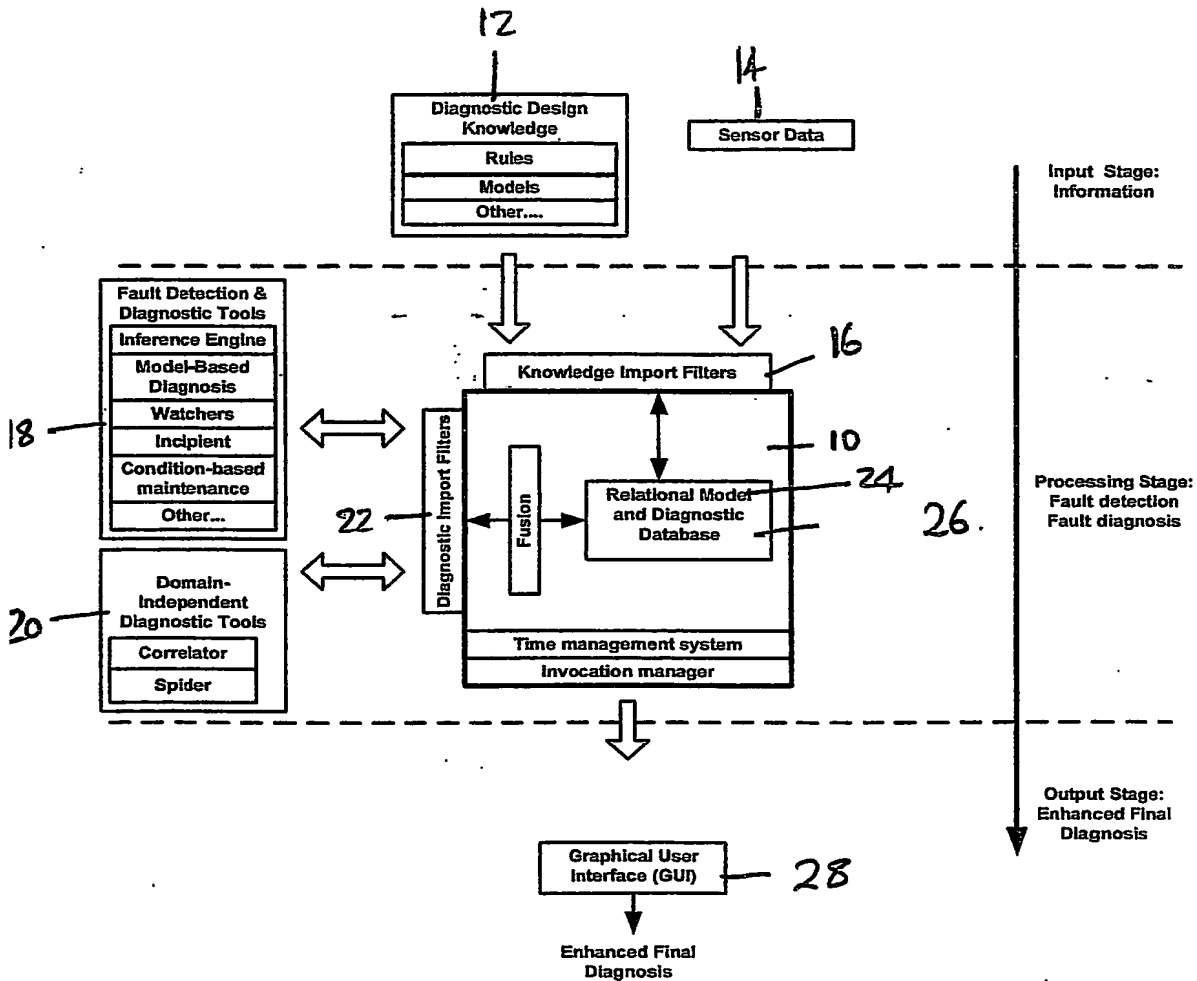 12
14
Diagnostic Design
Knowledge
Rules
Models
Other....
Sensor Data
Input Stage:
Information
Fault Detection &
Diagnostic Tools
Inference Engine
Model-Based
Diagnosis
Watchers
Incipient
Condition-based
maintenance
Other...
18
Domain-
Independent
Diagnostic Tools
Correlator
Spider
20
Knowledge Import Filters
16
Diagnostic Import Filters
22
Fusion
10
Relational Model
and Diagnostic
Database
24
26.
Time management system
Invocation manager
Processing Stage:
Fault detection
Fault diagnosis
Output Stage:
Enhanced Final
Diagnosis
Graphical User
Interface (GUI)
28
Enhanced Final
Diagnosis